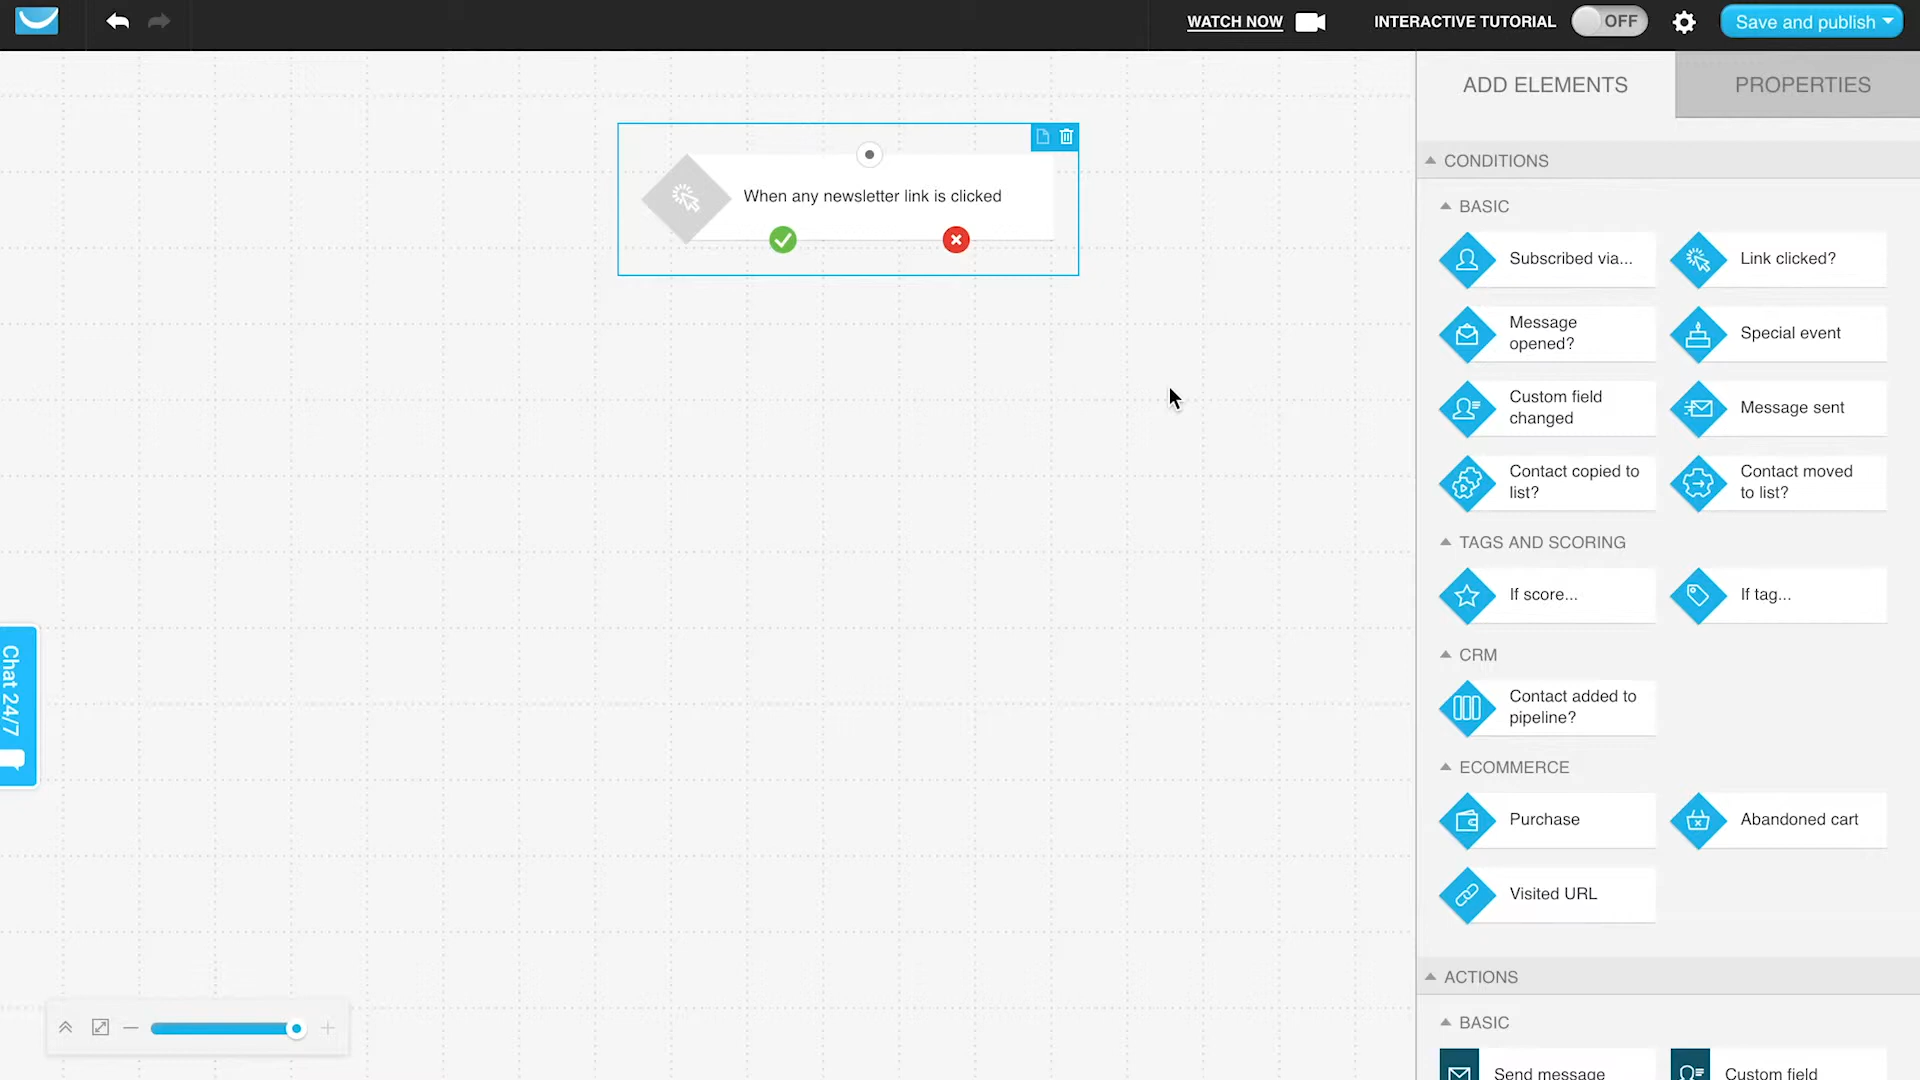 WATCH NOW
INTERACTIVE TUTORIAL
OFF
Save and publish
ADD ELEMENTS
PROPERTIES
When any newsletter link is clicked
CONDITIONS
BASIC
Subscribed via...
Link clicked?
Message
opened?
Special event
Custom field
changed
Message sent
Contact copied to
list?
Contact moved
to list?
TAGS AND SCORING
If score...
If tag...
CRM
Contact added to
pipeline?
ECOMMERCE
Purchase
Abandoned cart
Visited URL
ACTIONS
BASIC
Send message
Custom field
Chat 24/7